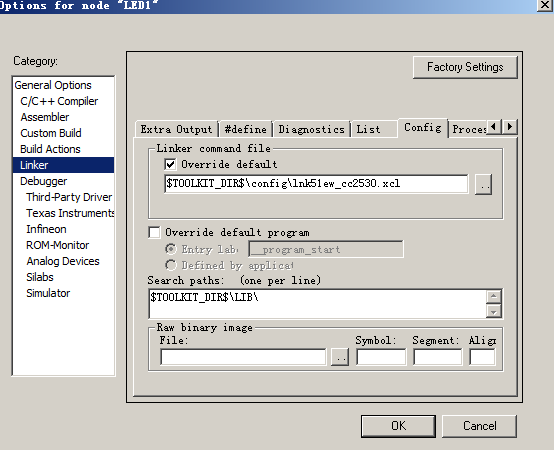 Options for node "LED1"
Category:
Factory Settings
General Options
C/C++ Compiler
Assembler
Custom Build
Build Actions
Linker
Debugger
Third-Party Driver
Texas Instruments
Infineon
ROM-Monitor
Analog Devices
Silabs
Simulator
Extra Output #define Diagnostics List Config Proces
Linker command file
Override default
$TOOLKIT_DIR$\config\lnk51ew_cc2530.xcl
..
Override default program
Entry lab: __program_start
Defined by applicat
Search paths: (one per line)
$TOOLKIT_DIR$\LIB\
Raw binary image
File: Symbol: Segment: Align
..
OK Cancel